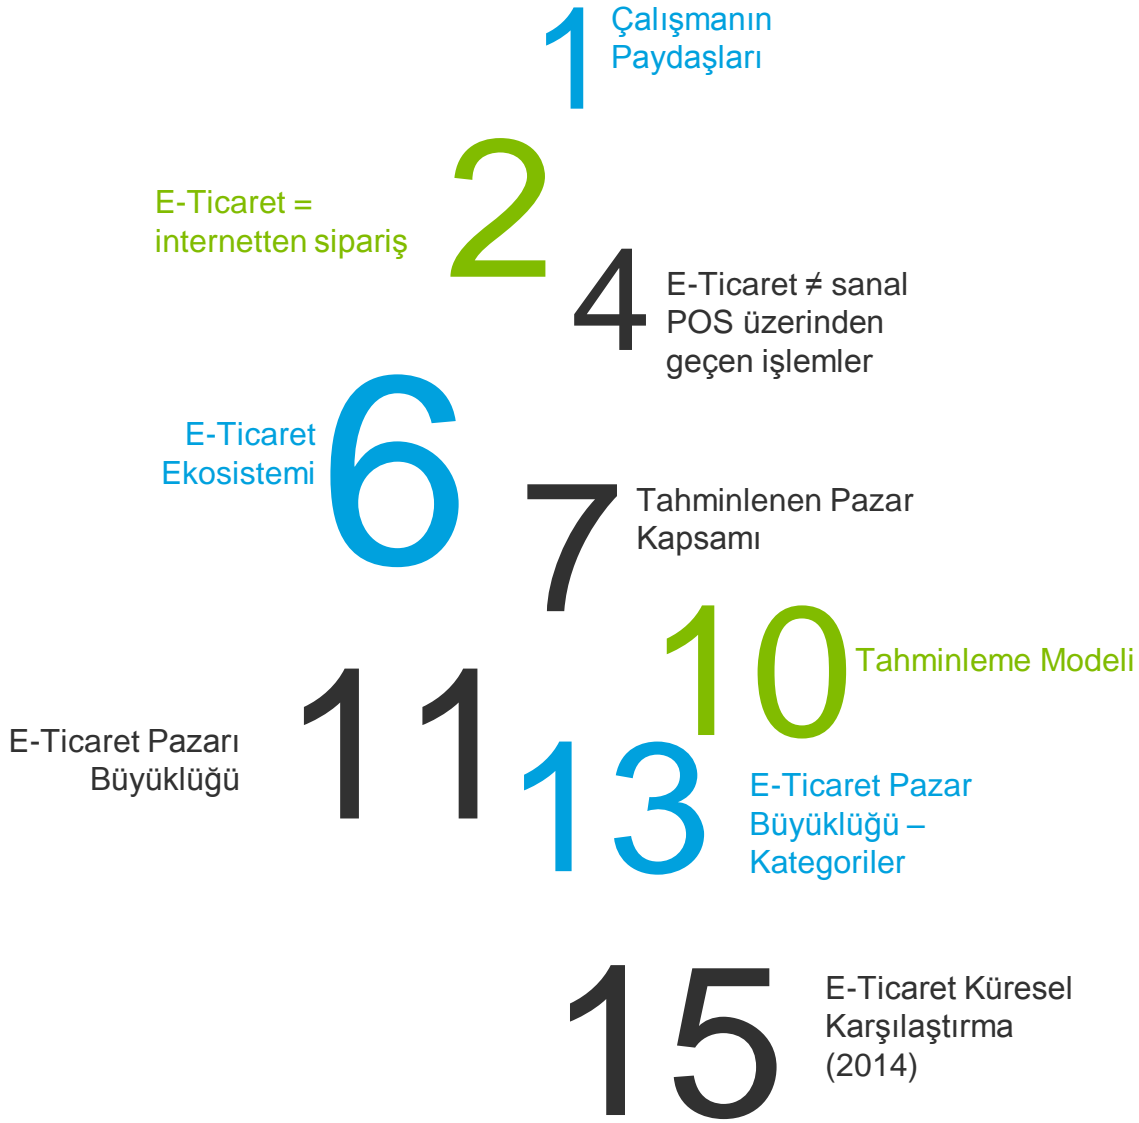 1
Çalışmanın
Paydaşları
2
E-Ticaret =
internetten sipariş
4
E-Ticaret ≠ sanal
POS üzerinden
geçen işlemler
6
E-Ticaret
Ekosistemi
7
Tahminlenen Pazar
Kapsamı
10
Tahminleme Modeli
11
E-Ticaret Pazarı
Büyüklüğü
13
E-Ticaret Pazar
Büyüklüğü –
Kategoriler
15
E-Ticaret Küresel
Karşılaştırma
(2014)